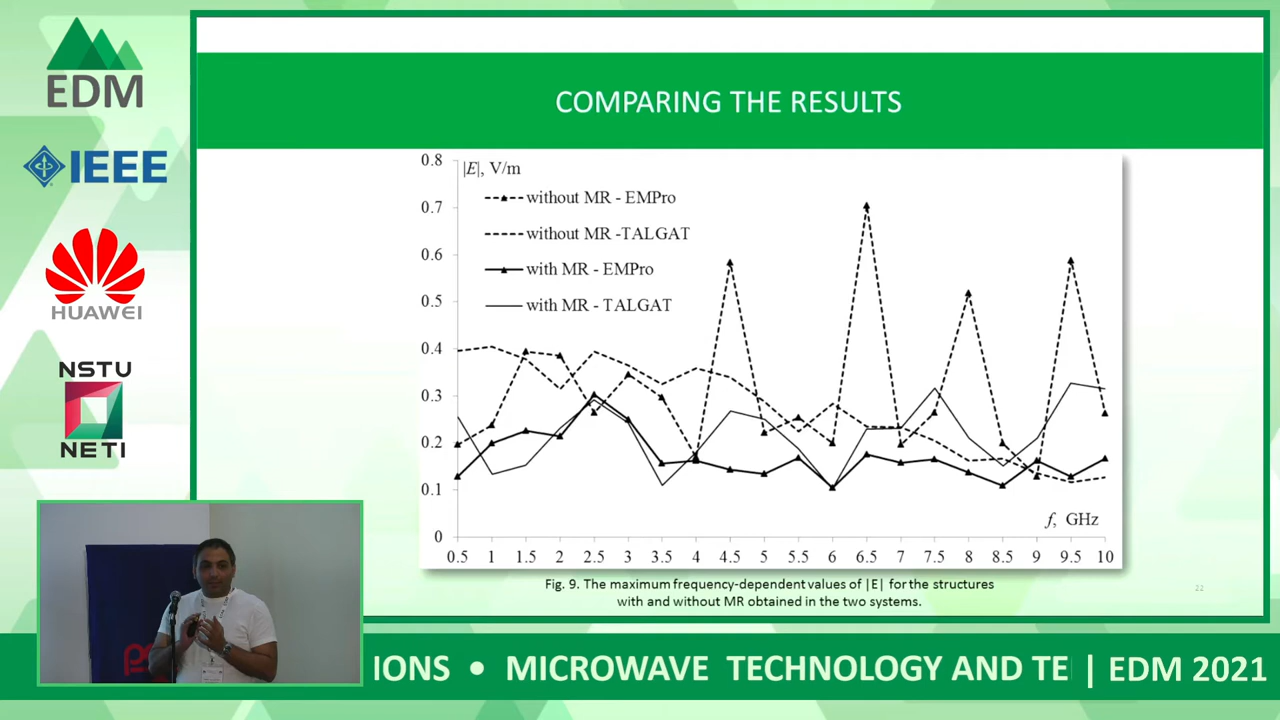 EDM
IEEE
HUAWEI
NSTU
NETI
COMPARING THE RESULTS
|E|, V/m
without MR - EMPro
without MR -TALGAT
with MR - EMPro
with MR - TALGAT
0.8
0.7
0.6
0.5
0.4
0.3
0.2
0.1
0
f, GHz
0.5 1 1.5 2 2.5 3 3.5 4 4.5 5 5.5 6 6.5 7 7.5 8 8.5 9 9.5 10
Fig. 9. The maximum frequency-dependent values of |E| for the structures
with and without MR obtained in the two systems.
22
IONS • MICROWAVE TECHNOLOGY AND TE | EDM 2021